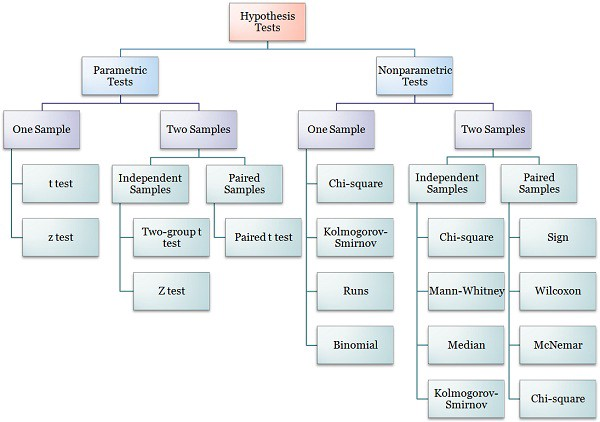 Hypothesis
Tests
Parametric
Tests
Nonparametric
Tests
One Sample
Two Samples
One Sample
Two Samples
t test
z test
Independent
Samples
Paired
Samples
Two-group t
test
Paired t test
Z test
Chi-square
Kolmogorov-
Smirnov
Runs
Binomial
Independent
Samples
Paired
Samples
Chi-square
Mann-Whitney
Median
Kolmogorov-
Smirnov
Sign
Wilcoxon
McNemar
Chi-square